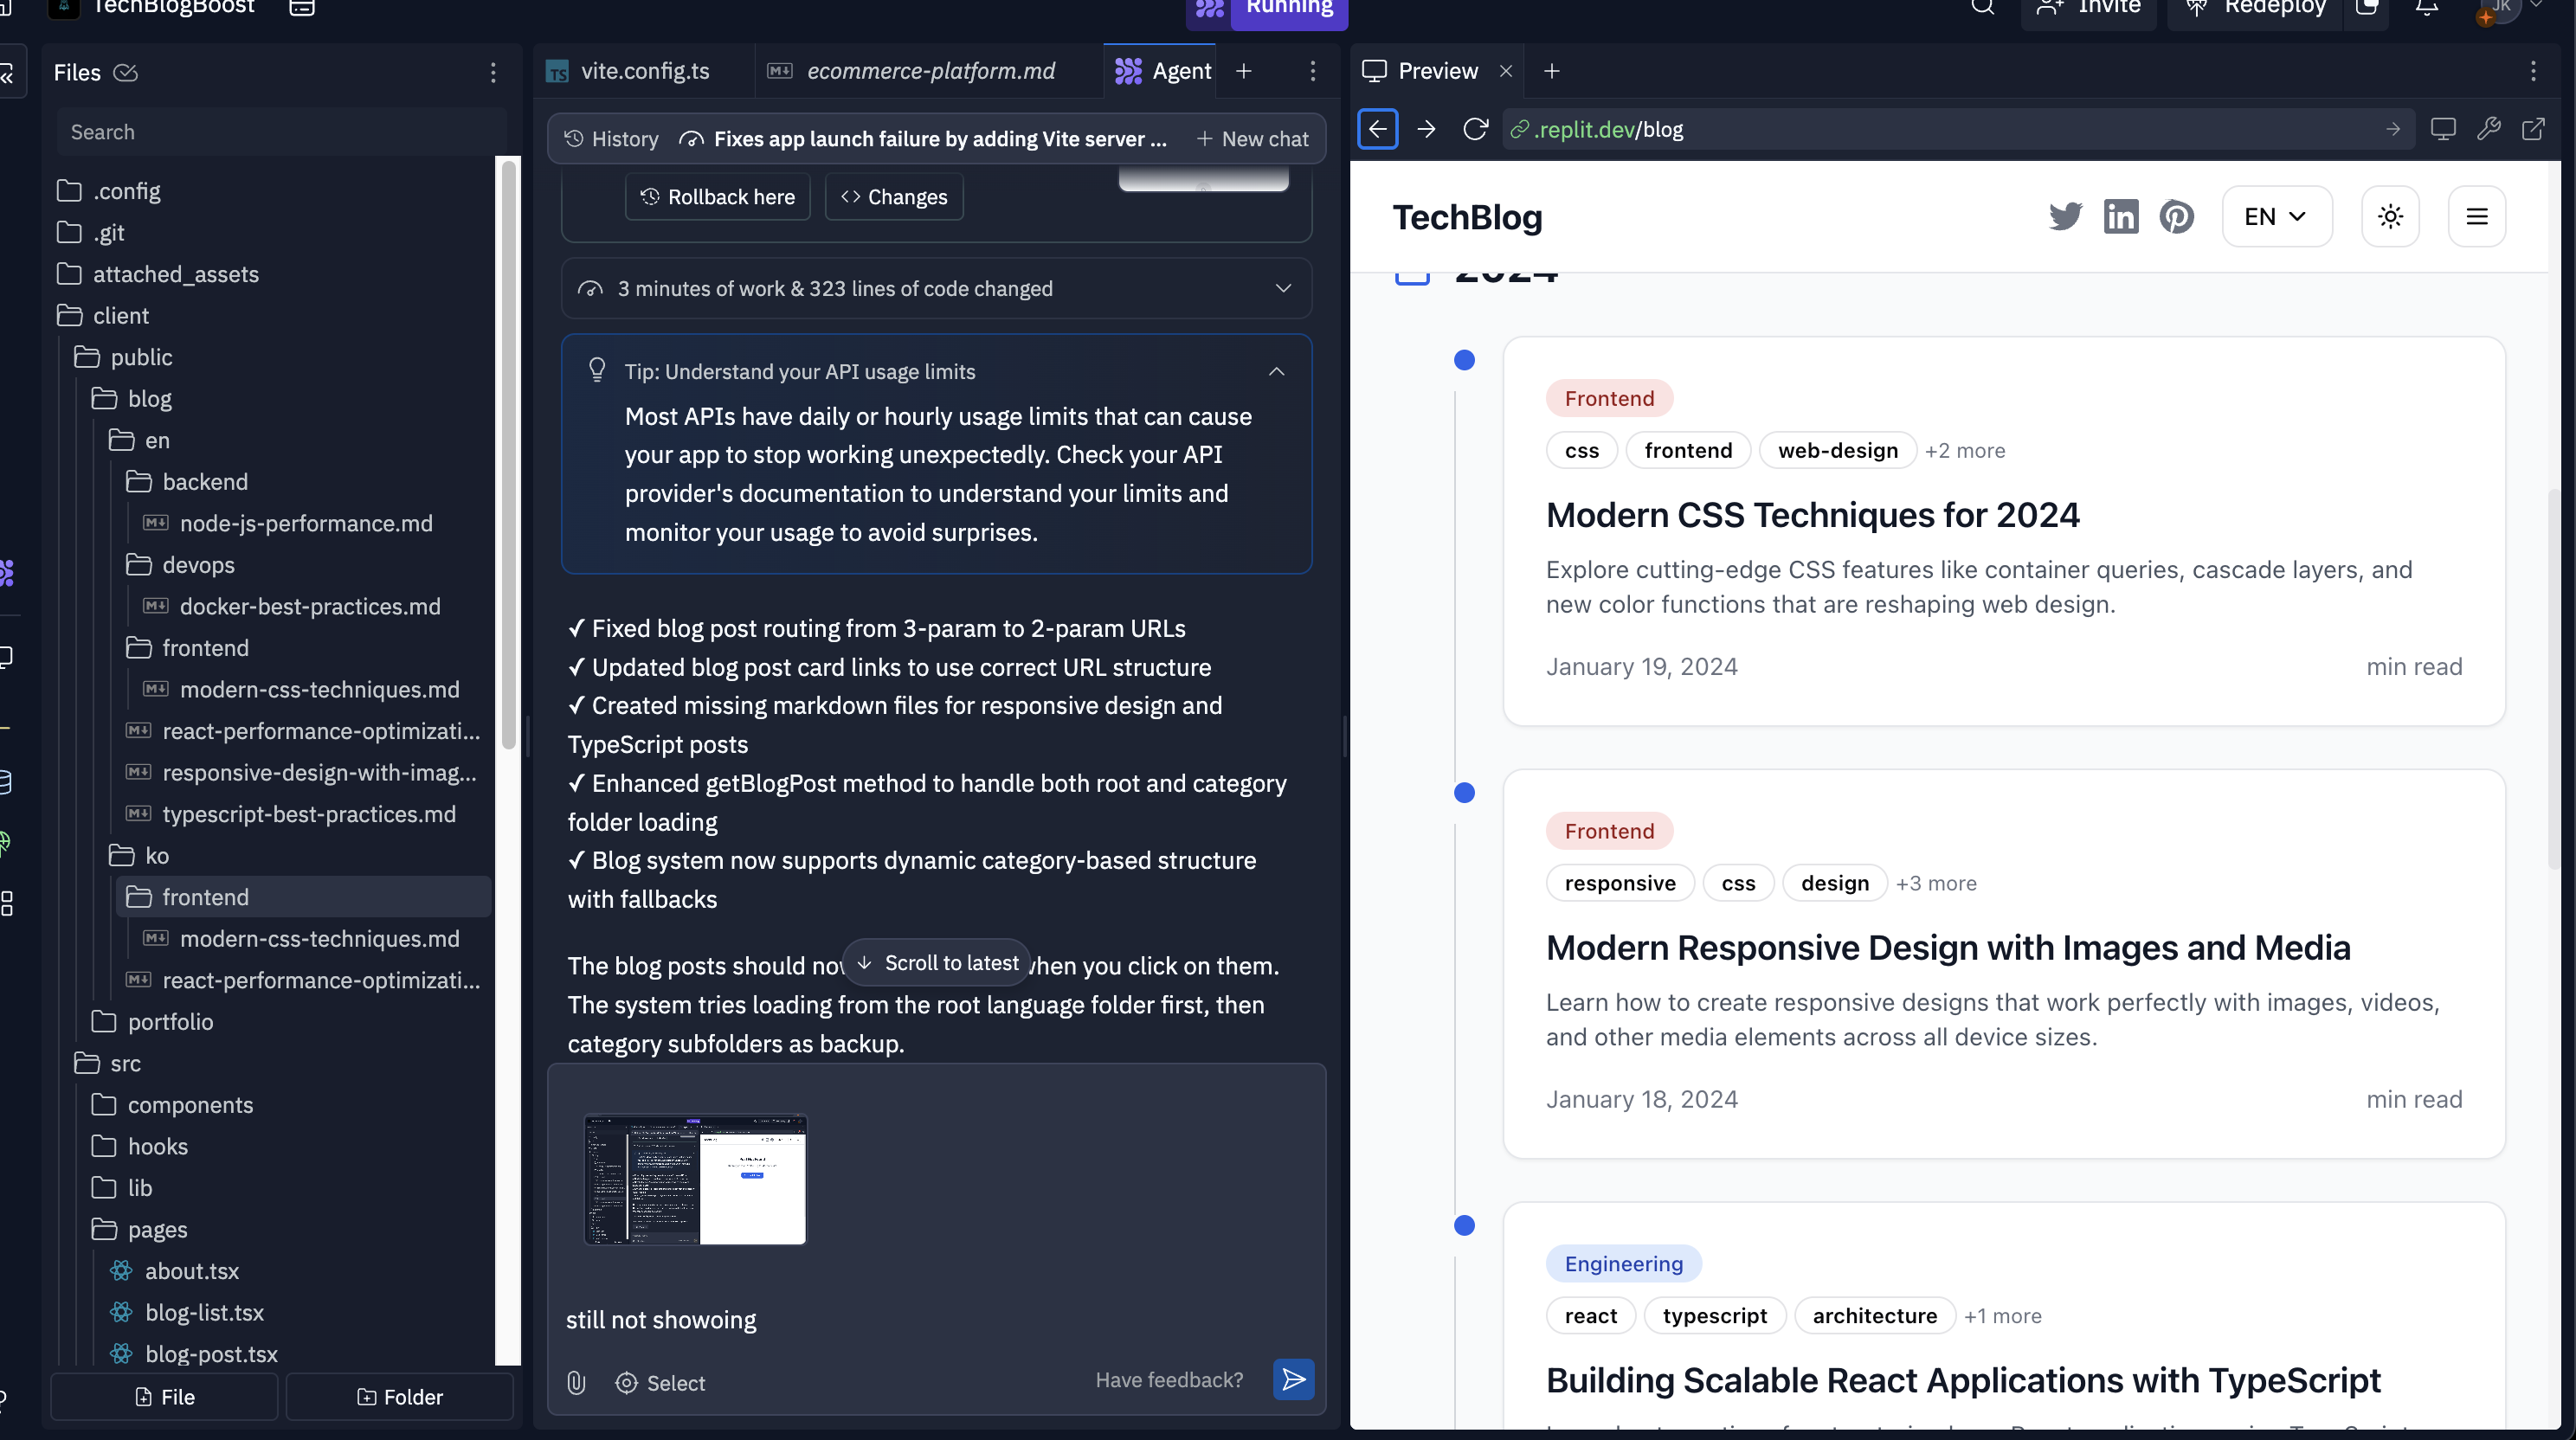 TechBlogBoost
Running
Invite
Redeploy
JK
Files
Search
.config
.git
attached_assets
client
public
blog
en
backend
node-js-performance.md
devops
docker-best-practices.md
frontend
modern-css-techniques.md
react-performance-optimizati...
responsive-design-with-imag...
typescript-best-practices.md
ko
frontend
modern-css-techniques.md
react-performance-optimizati...
portfolio
src
components
hooks
lib
pages
about.tsx
blog-list.tsx
blog-post.tsx
File
Folder
TS vite.config.ts
ecommerce-platform.md
Agent
History
Fixes app launch failure by adding Vite server ...
New chat
Rollback here
Changes
3 minutes of work & 323 lines of code changed
Tip: Understand your API usage limits
Most APIs have daily or hourly usage limits that can cause
your app to stop working unexpectedly. Check your API
provider's documentation to understand your limits and
monitor your usage to avoid surprises.
✓ Fixed blog post routing from 3-param to 2-param URLs
✓ Updated blog post card links to use correct URL structure
✓ Created missing markdown files for responsive design and
TypeScript posts
✓ Enhanced getBlogPost method to handle both root and category
folder loading
✓ Blog system now supports dynamic category-based structure
with fallbacks
The blog posts should when you click on them.
Scroll to latest
The system tries loading from the root language folder first, then
category subfolders as backup.
still not showoing
Select
Have feedback?
Preview
.replit.dev/blog
TechBlog
EN
2024
Frontend
css frontend web-design +2 more
Modern CSS Techniques for 2024
Explore cutting-edge CSS features like container queries, cascade layers, and
new color functions that are reshaping web design.
January 19, 2024
min read
Frontend
responsive css design +3 more
Modern Responsive Design with Images and Media
Learn how to create responsive designs that work perfectly with images, videos,
and other media elements across all device sizes.
January 18, 2024
min read
Engineering
react typescript architecture +1 more
Building Scalable React Applications with TypeScript